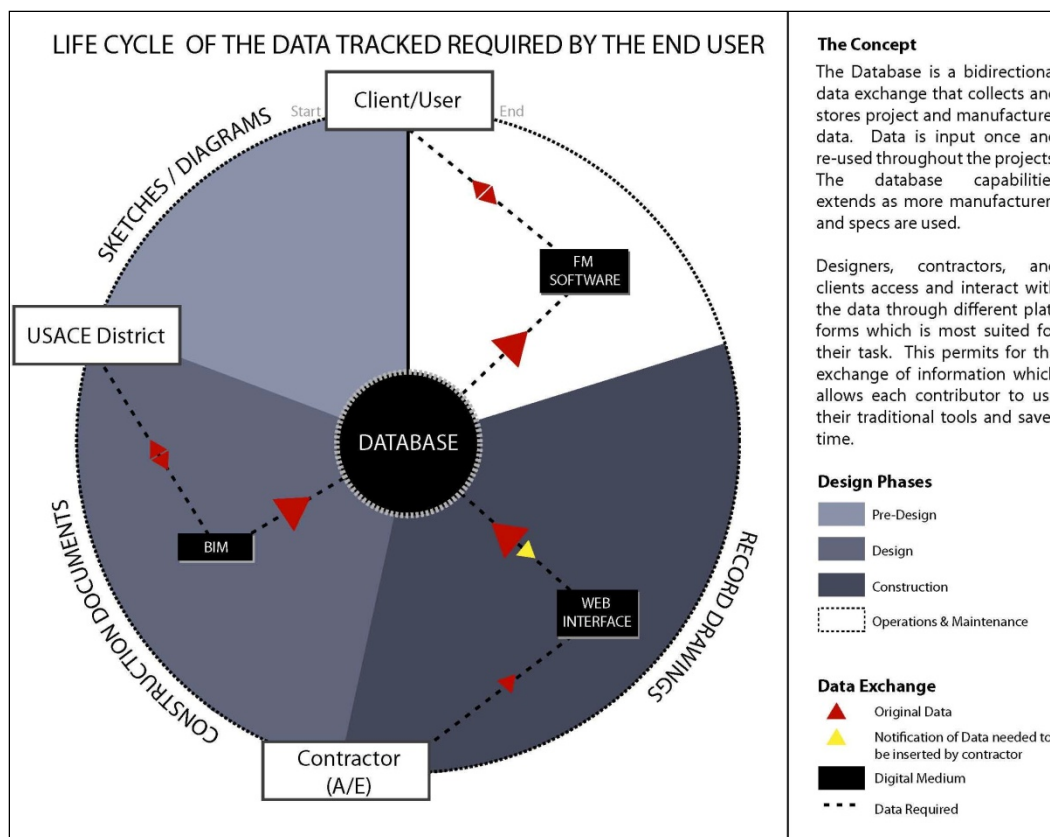 LIFE CYCLE OF THE DATA TRACKED REQUIRED BY THE END USER
Start
Client/User
End
SKETCHES / DIAGRAMS
FM
SOFTWARE
USACE District
DATABASE
BIM
WEB
INTERFACE
CONSTRUCTION DOCUMENTS
RECORD DRAWINGS
Contractor
(A/E)
The Concept
The Database is a bidirectiona
data exchange that collects and
stores project and manufacture
data. Data is input once and
re-used throughout the projects
The database capabilitie
extends as more manufacturer
and specs are used.
Designers, contractors, and
clients access and interact with
the data through different plat
forms which is most suited fo
their task. This permits for th
exchange of information which
allows each contributor to us
their traditional tools and save
time.
Design Phases
Pre-Design
Design
Construction
Operations & Maintenance
Data Exchange
Original Data
Notification of Data needed to
be inserted by contractor
Digital Medium
Data Required